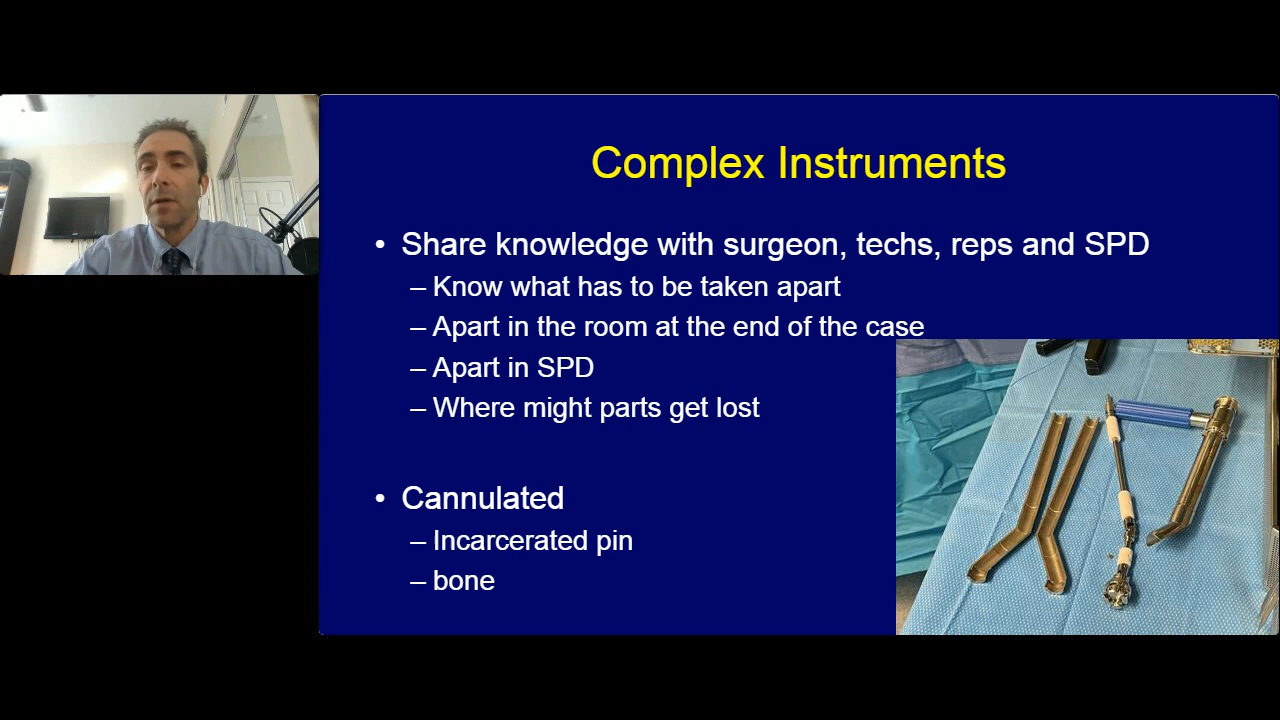 Complex Instruments
• Share knowledge with surgeon, techs, reps and SPD
– Know what has to be taken apart
– Apart in the room at the end of the case
– Apart in SPD
– Where might parts get lost
• Cannulated
– Incarcerated pin
– bone